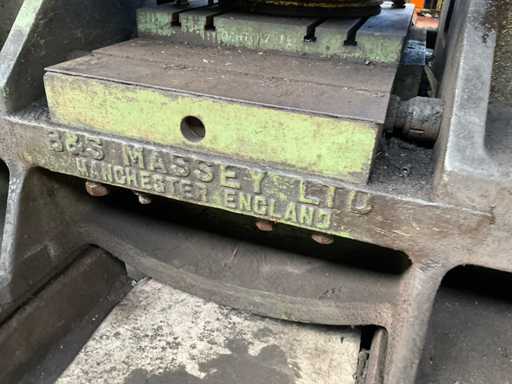 B&S MASSEY LTD
MANCHESTER ENGLAND